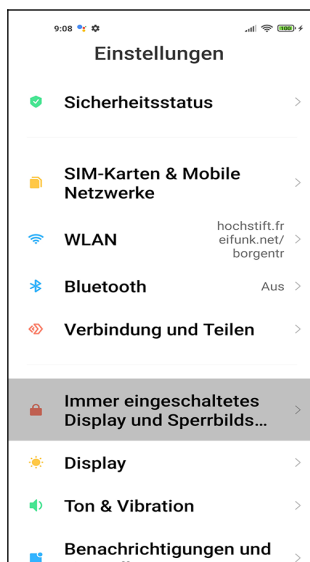 9:08
100
Einstellungen
Sicherheitsstatus
SIM-Karten & Mobile
Netzwerke
WLAN
hochstift.fr
eifunk.net/
borgentr
Bluetooth
Aus
Verbindung und Teilen
Immer eingeschaltetes
Display und Sperrbilds...
Display
Ton & Vibration
Benachrichtigungen und